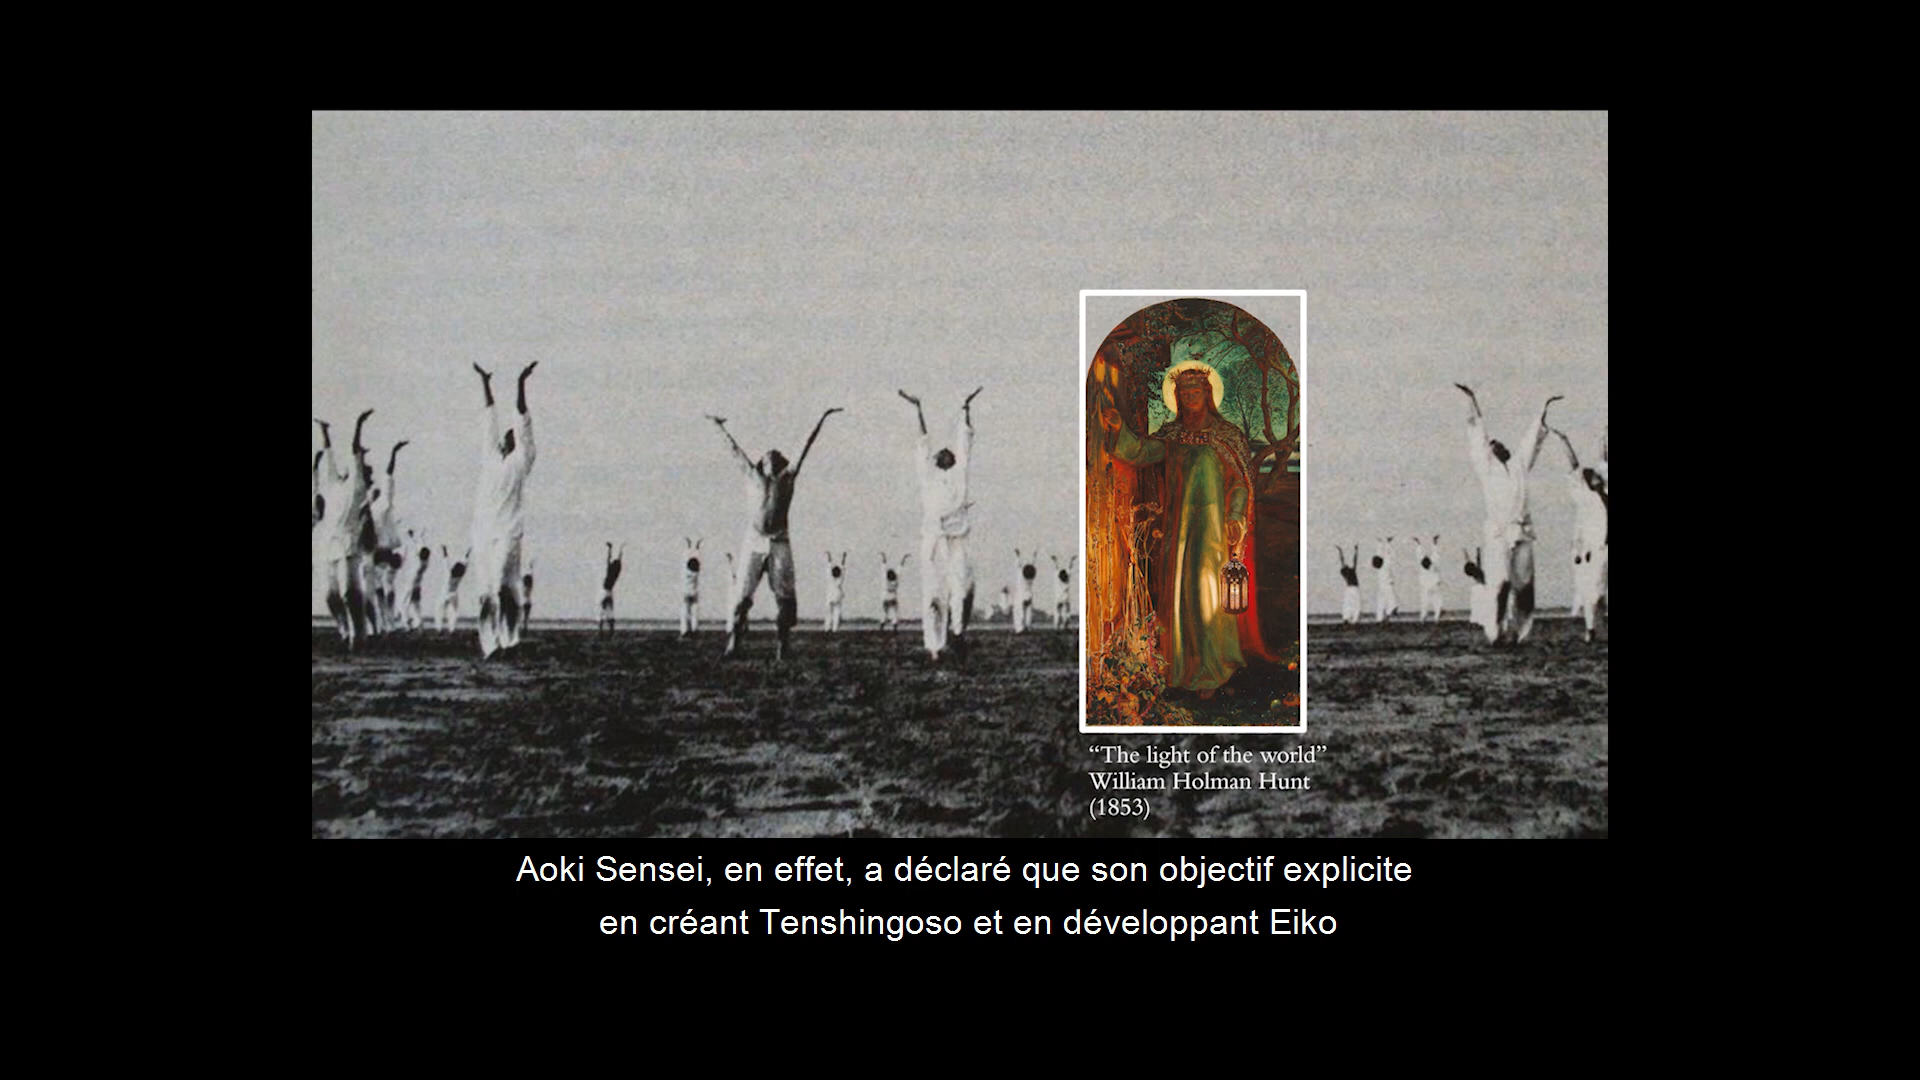 “The light of the world”
William Holman Hunt
(1853)
Aoki Sensei, en effet, a déclaré que son objectif explicite
en créant Tenshingoso et en développant Eiko